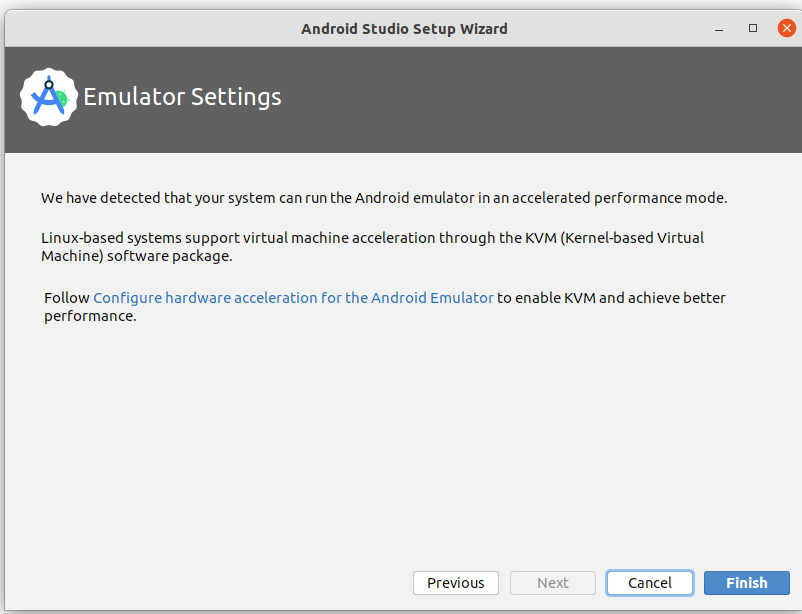 Android Studio Setup Wizard
Emulator Settings
We have detected that your system can run the Android emulator in an accelerated performance mode.
Linux-based systems support virtual machine acceleration through the KVM (Kernel-based Virtual
Machine) software package.
Follow Configure hardware acceleration for the Android Emulator to enable KVM and achieve better
performance.
Previous Next Cancel Finish